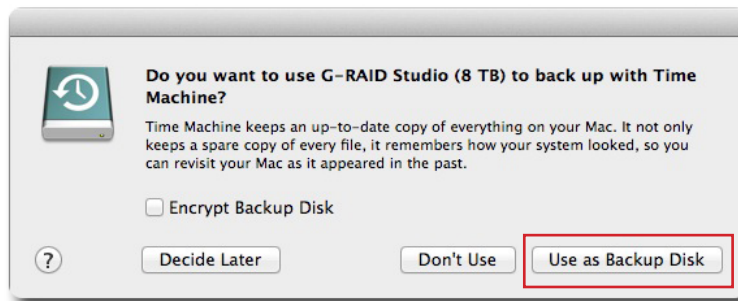 Do you want to use G-RAID Studio (8 TB) to back up with Time
Machine?
Time Machine keeps an up-to-date copy of everything on your Mac. It not only
keeps a spare copy of every file, it remembers how your system looked, so you
can revisit your Mac as it appeared in the past.
Encrypt Backup Disk
? Decide Later Don't Use Use as Backup Disk